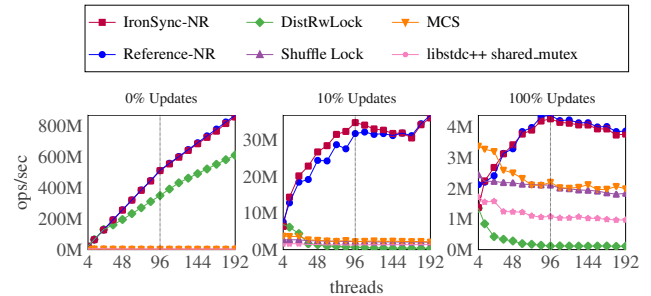 IronSync-NR DistRwLock MCS
Reference-NR Shuffle Lock libstdc++ shared_mutex
0% Updates 10% Updates 100% Updates
ops/sec
800M
600M
400M
200M
0M
4 48 96 144 192
30M
20M
10M
0M
4 48 96 144 192
4M
3M
2M
1M
0M
4 48 96 144 192
threads